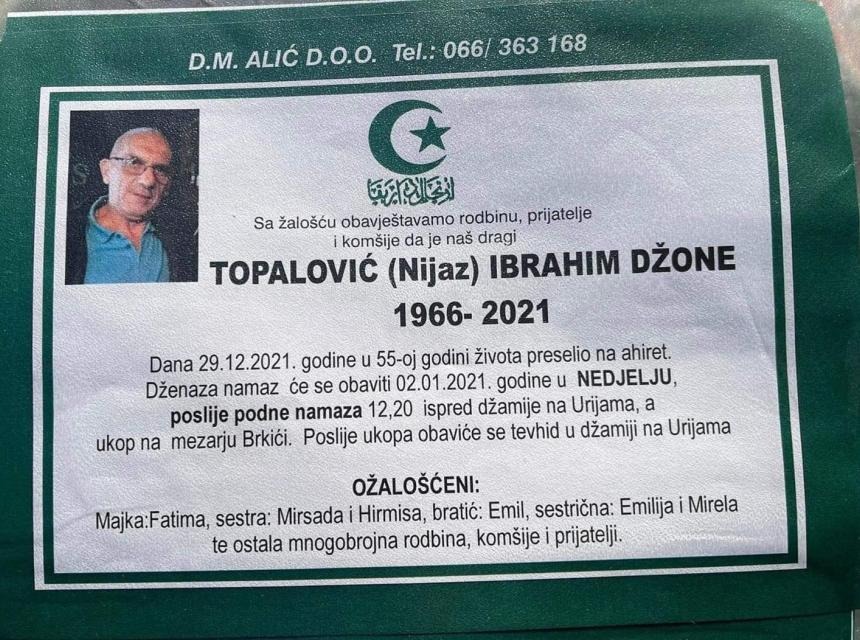 D.M. ALIĆ D.O.O. Tel.: 066/ 363 168
Sa žalošću obavještavamo rodbinu, prijatelje
i komšije da je naš dragi
TOPALOVIĆ (Nijaz) IBRAHIM DŽONE
1966- 2021
Dana 29.12.2021. godine u 55-oj godini života preselio na ahiret.
Dženaza namaz će se obaviti 02.01.2021. godine u NEDJELJU,
poslije podne namaza 12,20 ispred džamije na Urijama, a
ukop na mezarju Brkići. Poslije ukopa obaviće se tevhid u džamiji na Urijama
OŽALOŠĆENI:
Majka:Fatima, sestra: Mirsada i Hirmisa, bratić: Emil, sestrična: Emilija i Mirela
te ostala mnogobrojna rodbina, komšije i prijatelji.